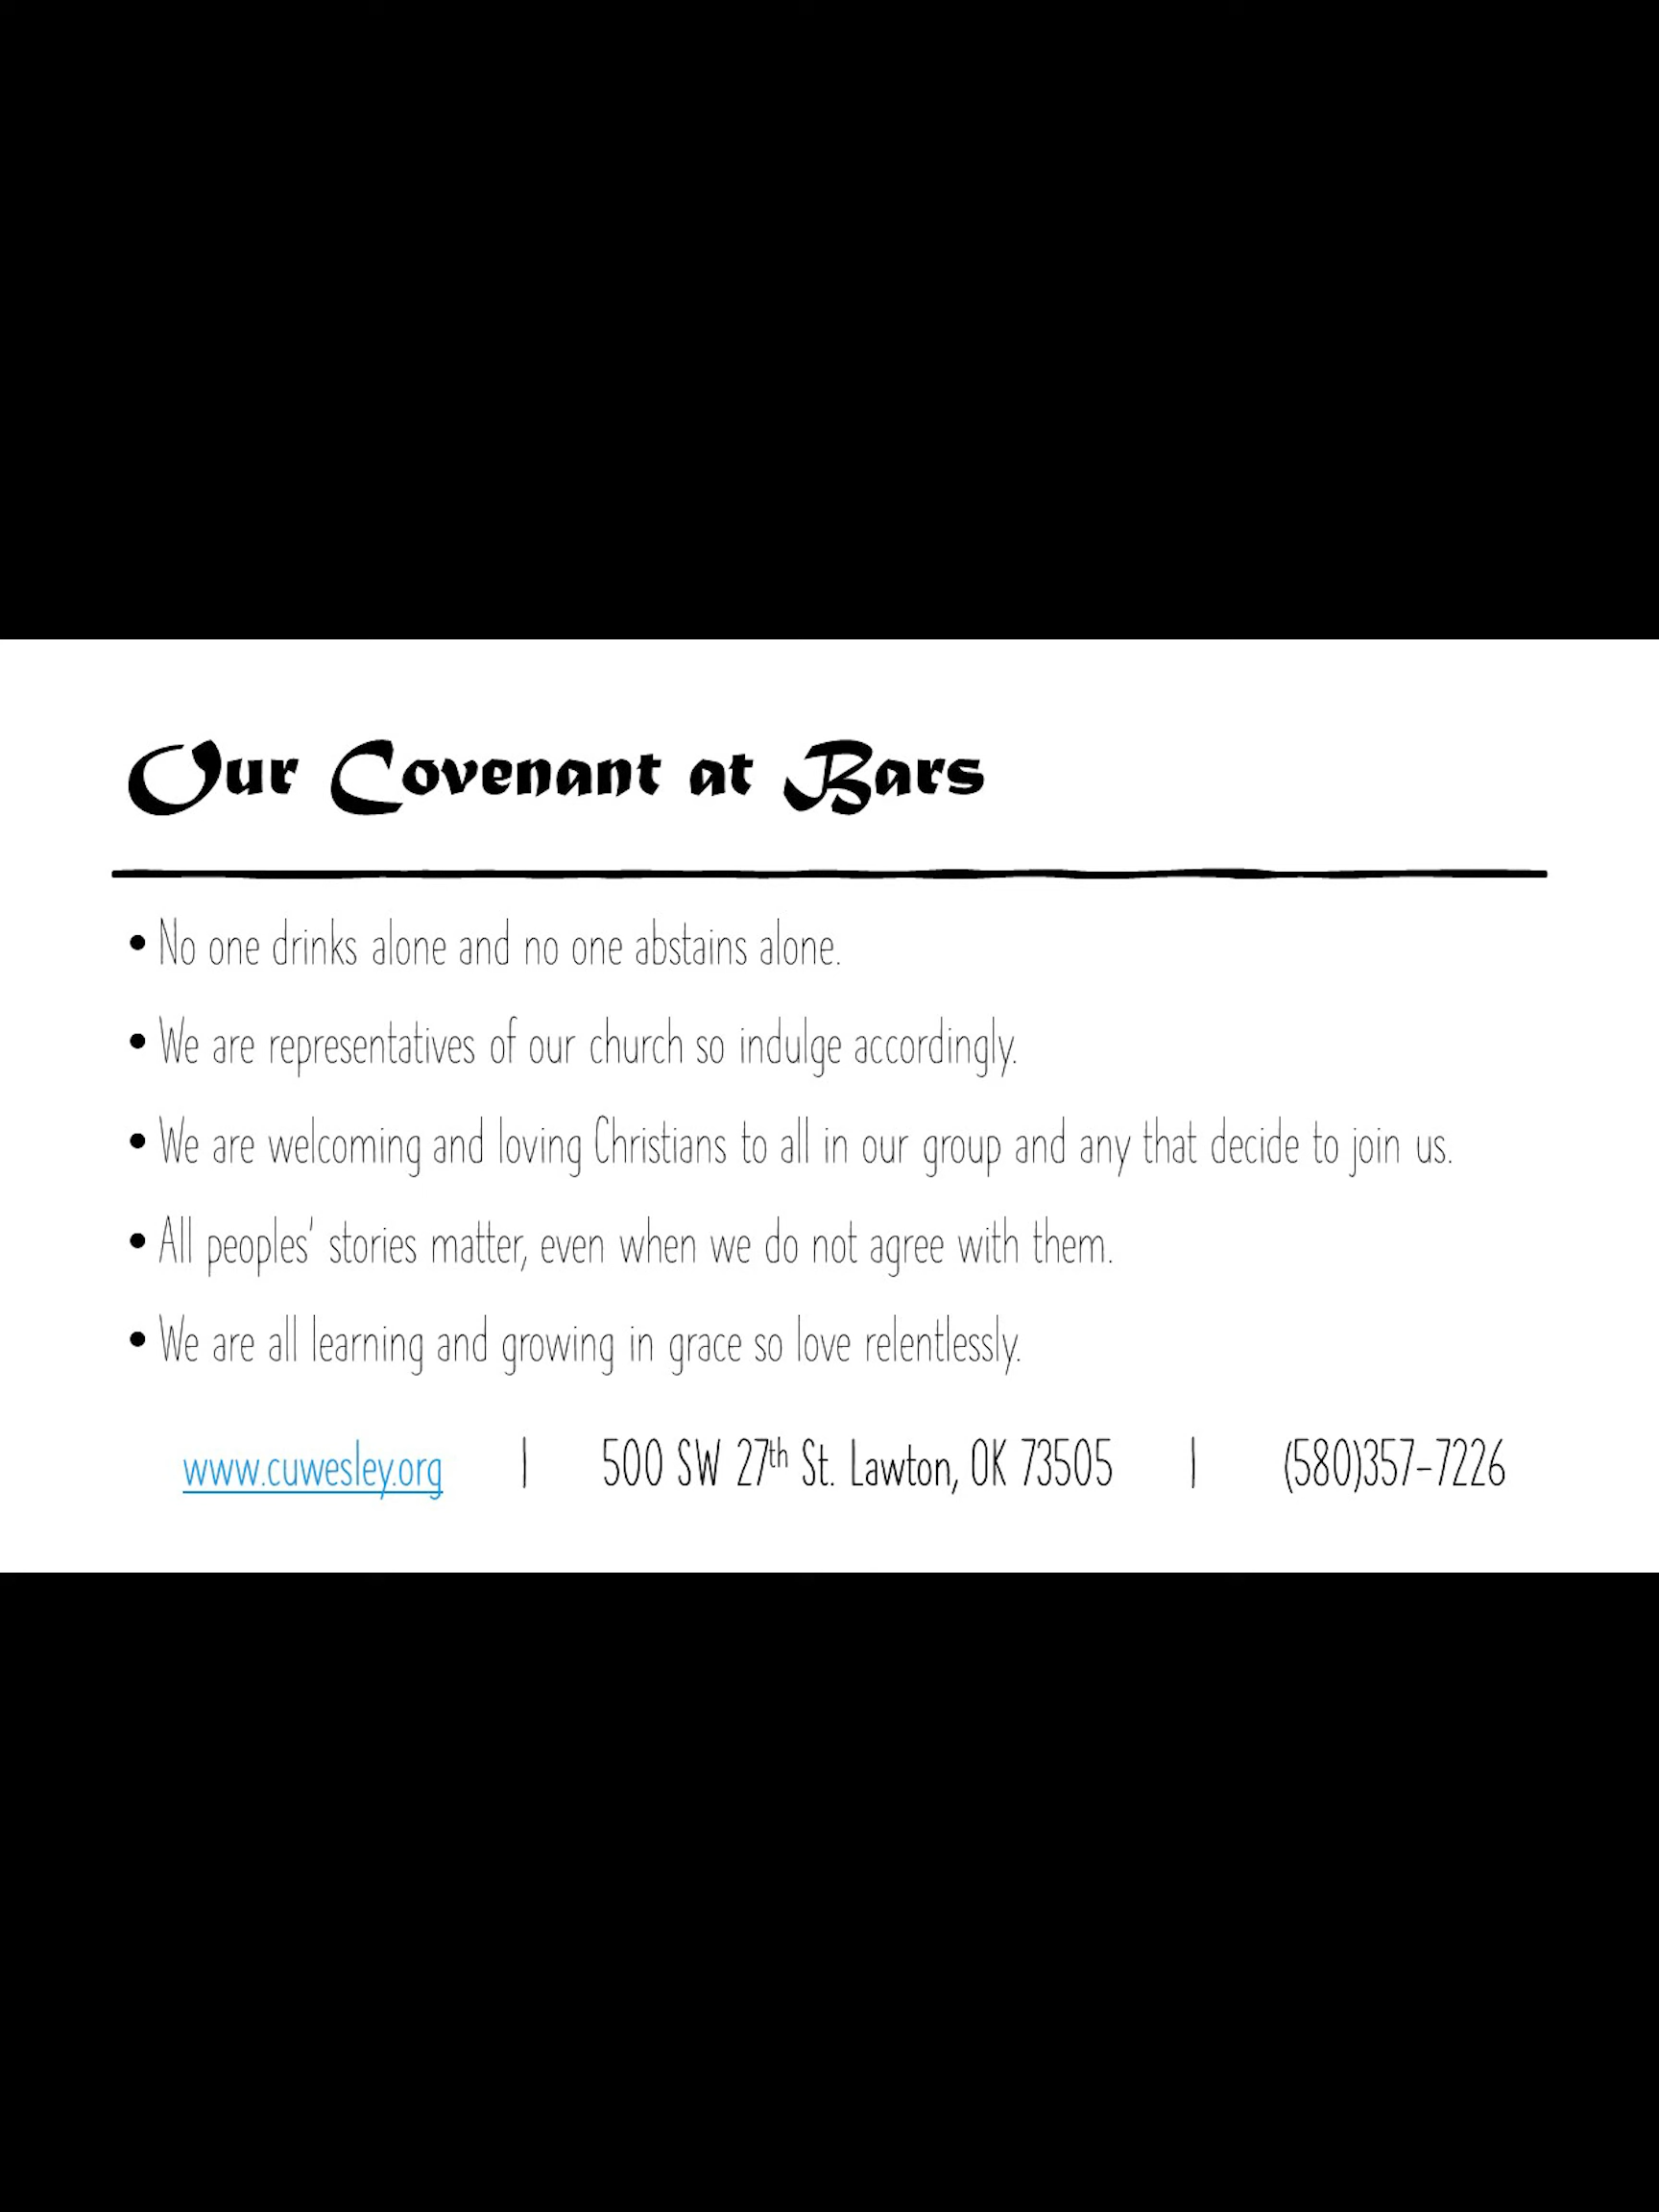 Our Covenant at Bars
• No one drinks alone and no one abstains alone.
• We are representatives of our church so indulge accordingly.
• We are welcoming and loving Christians to all in our group and any that decide to join us.
• All peoples' stories matter, even when we do not agree with them.
• We are all learning and growing in grace so love relentlessly.
www.cuwesley.org | 500 SW 27th St. Lawton, OK 73505 | (580)357-7226